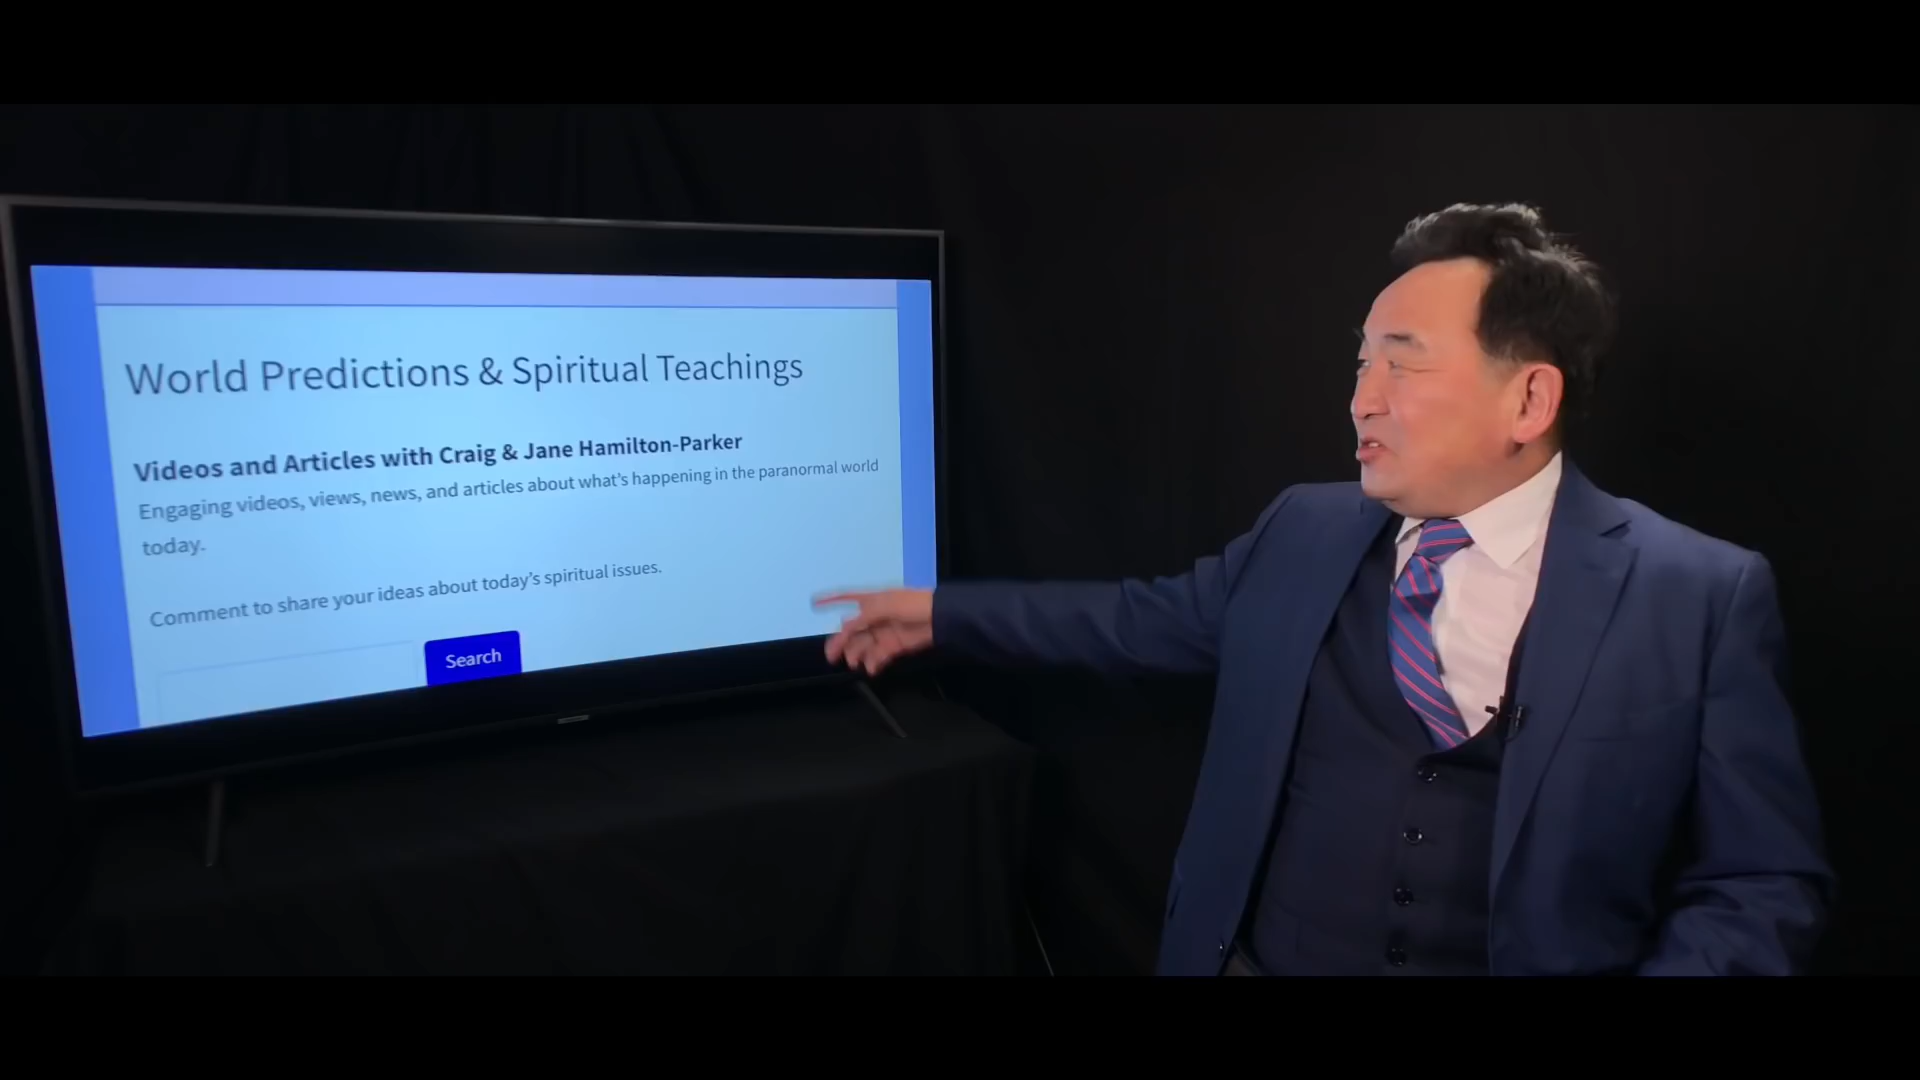 World Predictions & Spiritual Teachings
Videos and Articles with Craig & Jane Hamilton-Parker
Engaging videos, views, news, and articles about what's happening in the paranormal world
today.
Comment to share your ideas about today's spiritual issues.
Search